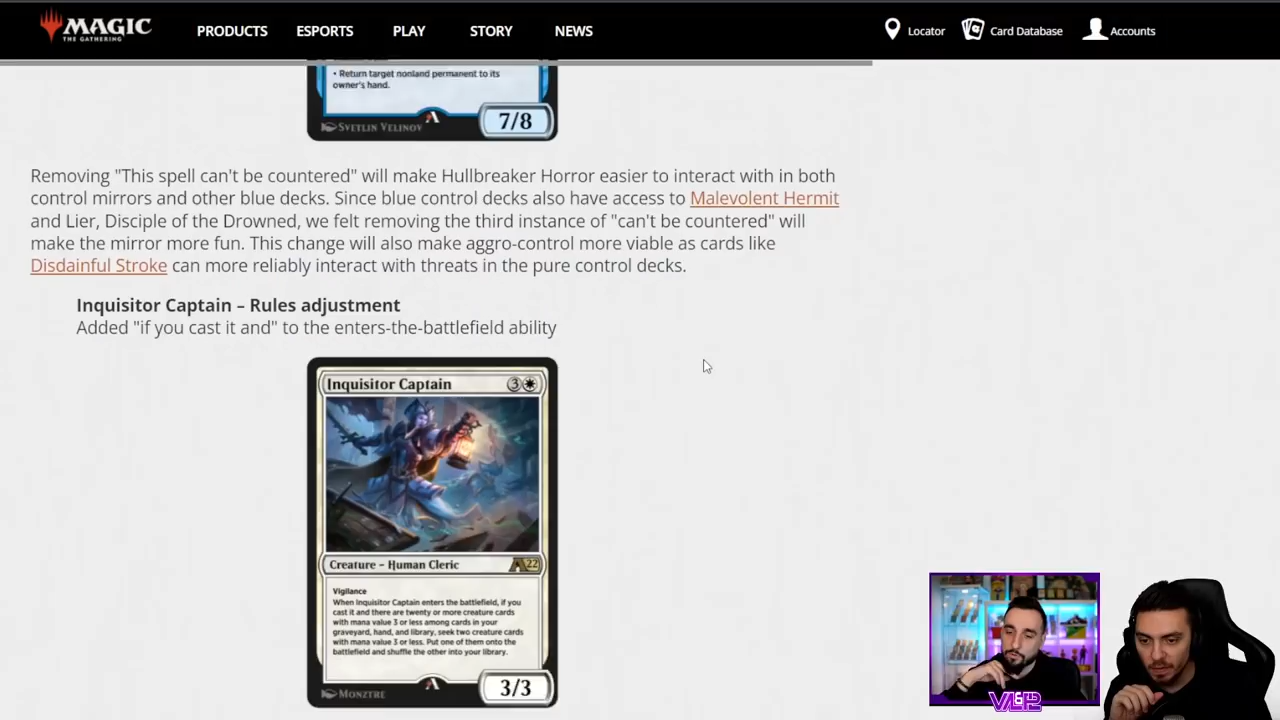 MAGIC
THE GATHERING
PRODUCTS
ESPORTS
PLAY
STORY
NEWS
Locator
Card Database
Accounts
• Return target nonland permanent to its
owner's hand.
SVETLIN VELINOV
7/8
Removing "This spell can't be countered" will make Hullbreaker Horror easier to interact with in both
control mirrors and other blue decks. Since blue control decks also have access to Malevolent Hermit
and Lier, Disciple of the Drowned, we felt removing the third instance of "can't be countered" will
make the mirror more fun. This change will also make aggro-control more viable as cards like
Disdainful Stroke can more reliably interact with threats in the pure control decks.
Inquisitor Captain – Rules adjustment
Added "if you cast it and" to the enters-the-battlefield ability
Inquisitor Captain 3
Creature – Human Cleric
A22
Vigilance
When Inquisitor Captain enters the battlefield, if you
cast it and there are twenty or more creature cards
with mana value 3 or less among cards in your
graveyard, hand, and library, seek two creature cards
with mana value 3 or less. Put one of them onto the
battlefield and shuffle the other into your library.
MONZTRE
3/3